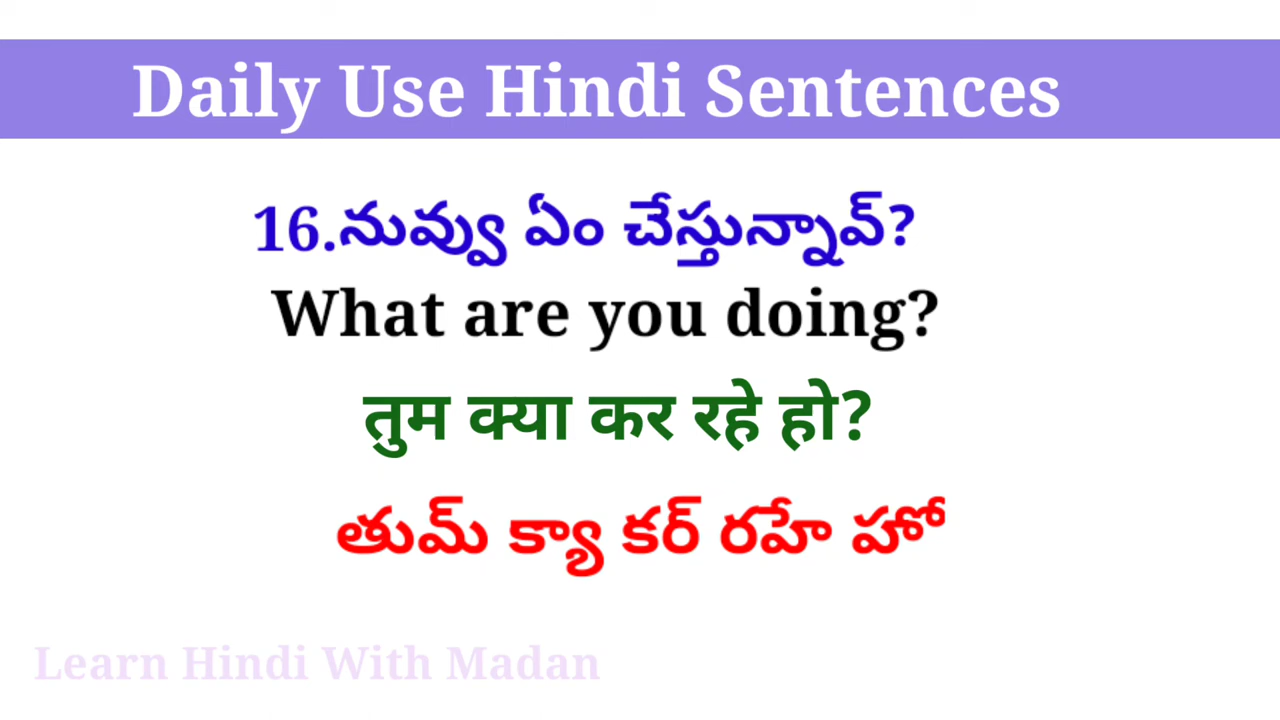 Daily Use Hindi Sentences
16.నువ్వు ఏం చేస్తున్నావ్?
What are you doing?
तुम क्या कर रहे हो?
తుమ్ క్యా కర్ రహే హో
Learn Hindi With Madan